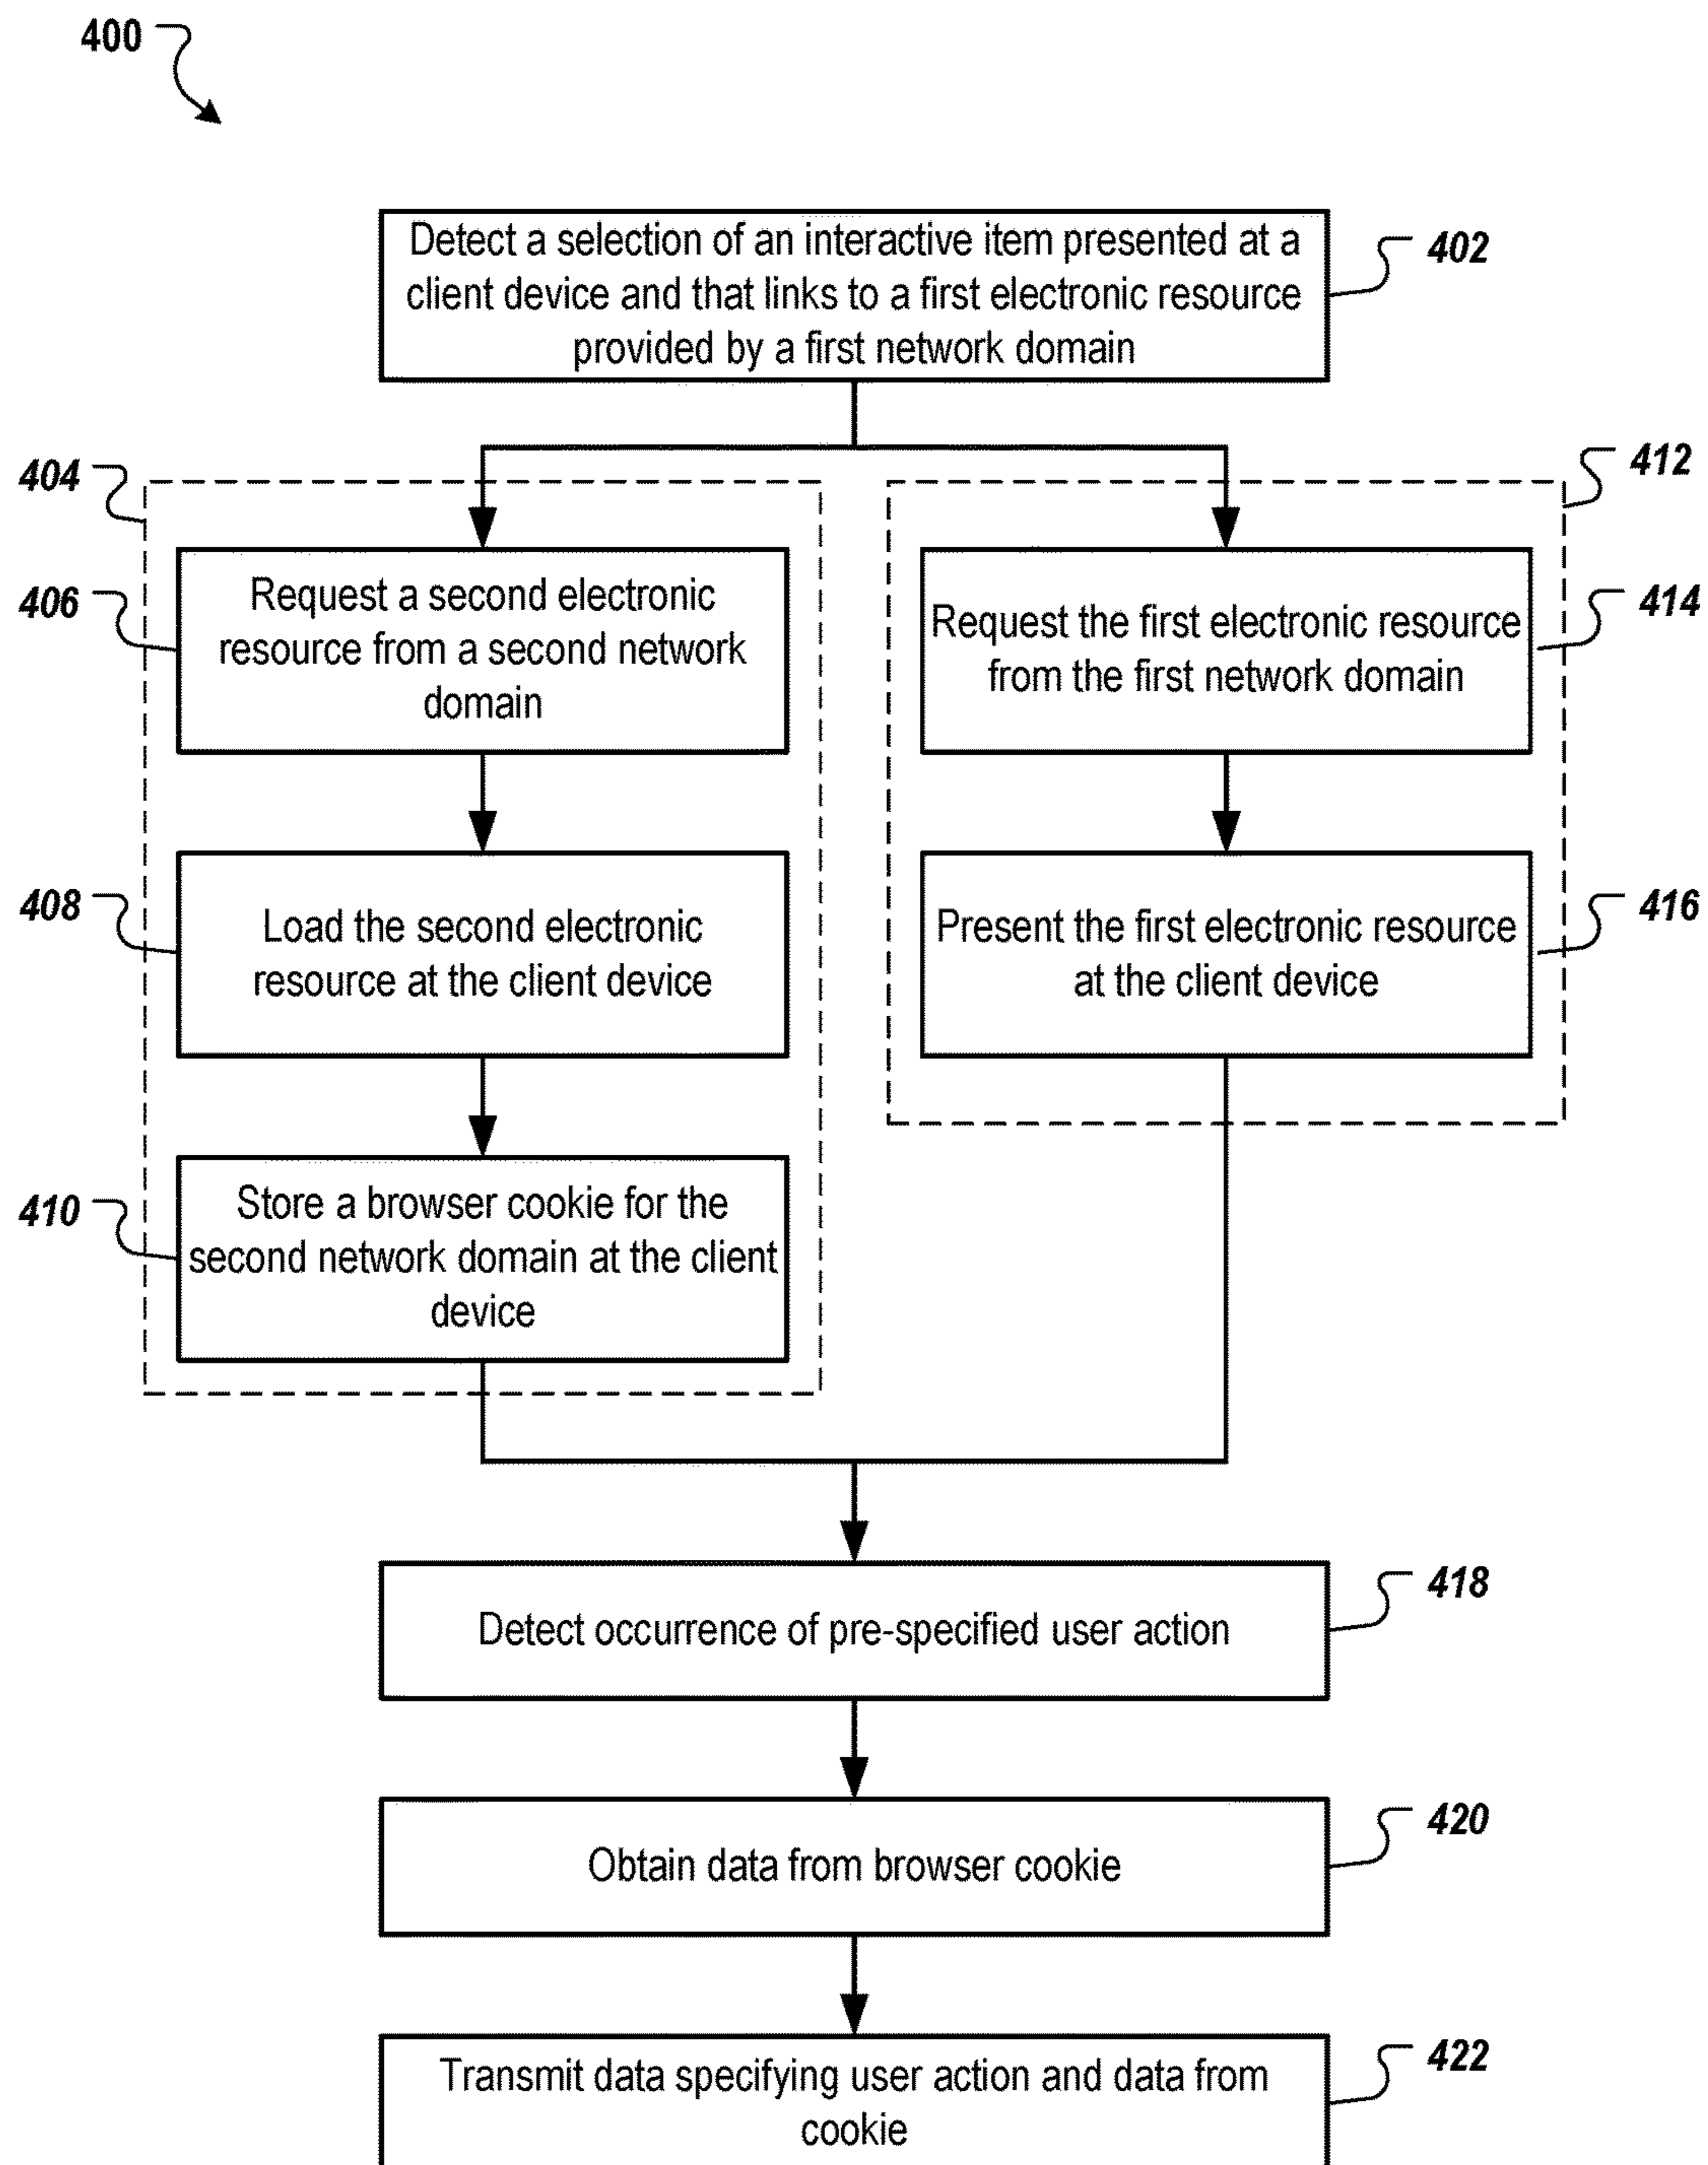 400
Detect a selection of an interactive item presented at a
client device and that links to a first electronic resource
provided by a first network domain
402
404
412
406
Request a second electronic
resource from a second network
domain
Request the first electronic resource
from the first network domain
414
408
Load the second electronic
resource at the client device
Present the first electronic resource
at the client device
416
410
Store a browser cookie for the
second network domain at the client
device
Detect occurrence of pre-specified user action
418
Obtain data from browser cookie
420
Transmit data specifying user action and data from
cookie
422